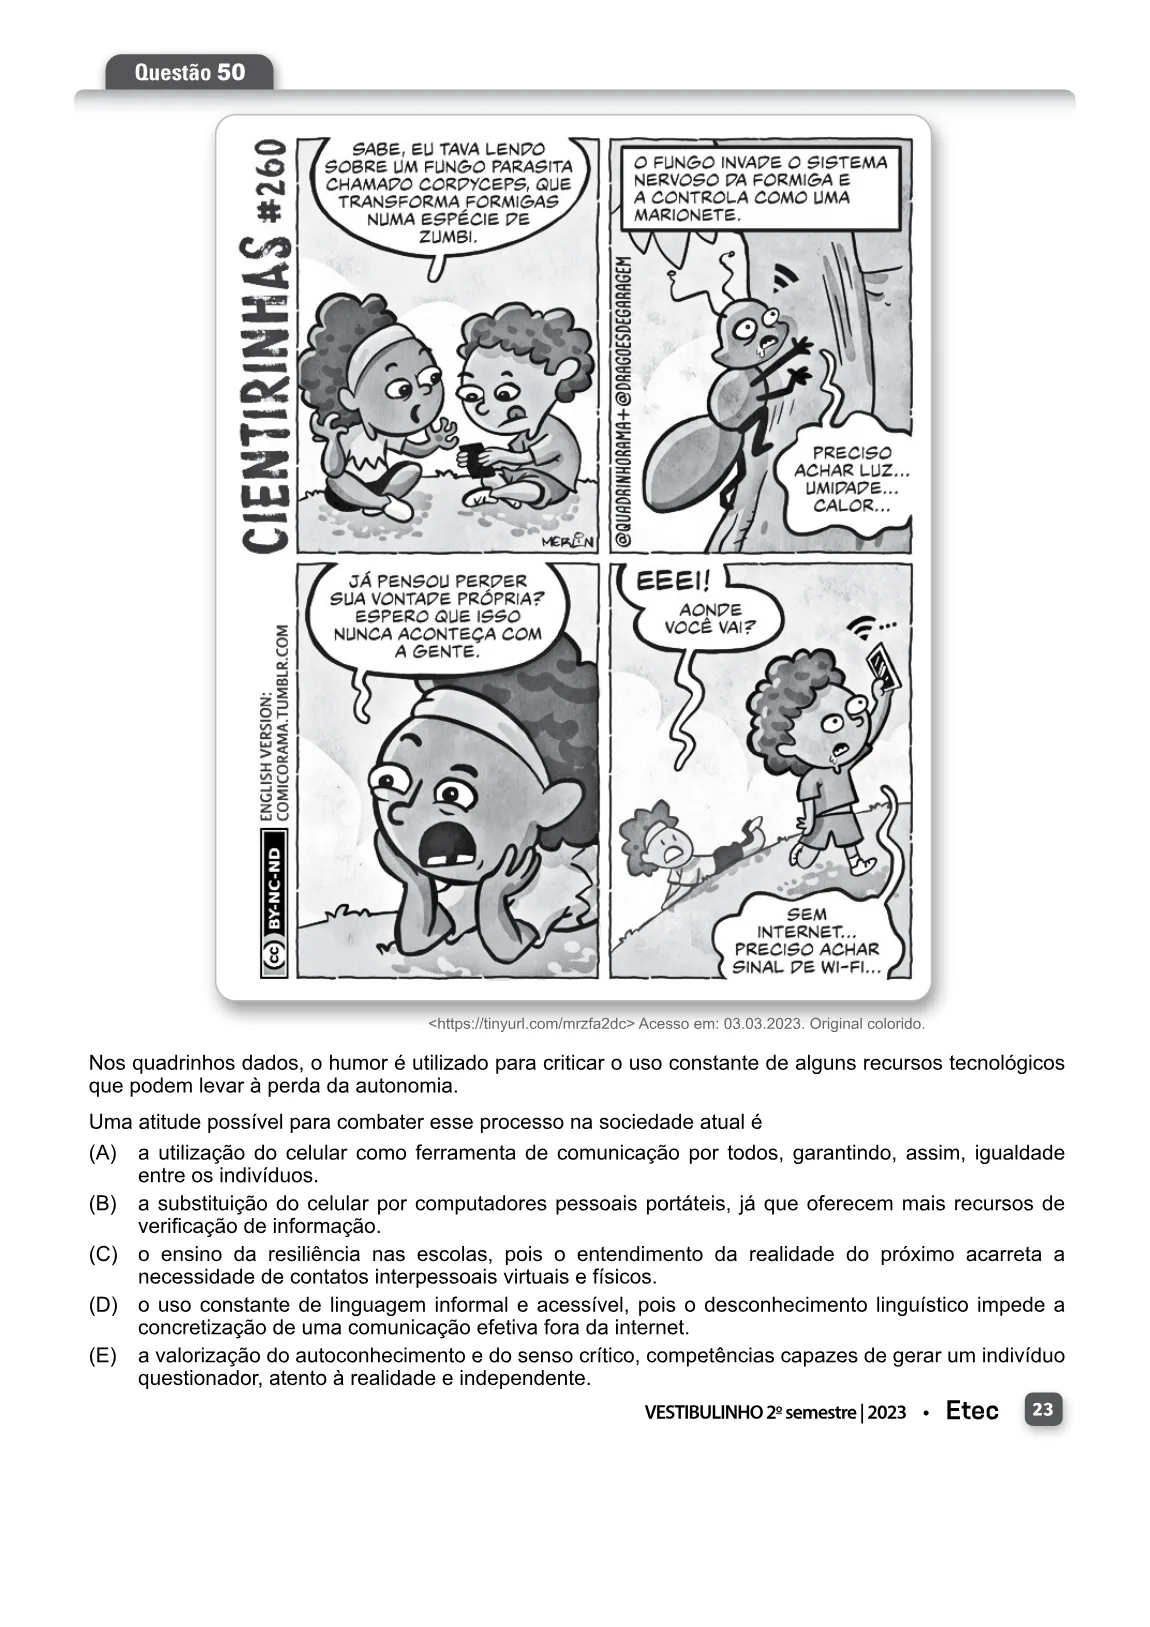 Questão 50
CIENTIRINHAS #260
SABE, EU TAVA LENDO
SOBRE UM FUNGO PARASITA
CHAMADO CORDYCEPS, QUE
TRANSFORMA FORMIGAS
NUMA ESPÉCIE DE
ZUMBI.
MERLIN
O FUNGO INVADE O SISTEMA
NERVOSO DA FORMIGA E
A CONTROLA COMO UMA
MARIONETE.
@QUADRINHORAMA+@DRAGOESDEGARAGEM
PRECISO
ACHAR LUZ...
UMIDADE...
CALOR...
ENGLISH VERSION:
COMICORAMA.TUMBLR.COM
cc BY-NC-ND
JÁ PENSOU PERDER
SUA VONTADE PRÓPRIA?
ESPERO QUE ISSO
NUNCA ACONTEÇA COM
A GENTE.
EEEI!
AONDE
VOCÊ VAI?
SEM
INTERNET...
PRECISO ACHAR
SINAL DE WI-FI...
<https://tinyurl.com/mrzfa2dc> Acesso em: 03.03.2023. Original colorido.
Nos quadrinhos dados, o humor é utilizado para criticar o uso constante de alguns recursos tecnológicos
que podem levar à perda da autonomia.
Uma atitude possível para combater esse processo na sociedade atual é
(A) a utilização do celular como ferramenta de comunicação por todos, garantindo, assim, igualdade
entre os indivíduos.
(B) a substituição do celular por computadores pessoais portáteis, já que oferecem mais recursos de
verificação de informação.
(C) o ensino da resiliência nas escolas, pois o entendimento da realidade do próximo acarreta a
necessidade de contatos interpessoais virtuais e físicos.
(D) o uso constante de linguagem informal e acessível, pois o desconhecimento linguístico impede a
concretização de uma comunicação efetiva fora da internet.
(E) a valorização do autoconhecimento e do senso crítico, competências capazes de gerar um indivíduo
questionador, atento à realidade e independente.
VESTIBULINHO 2º semestre | 2023 • Etec 23